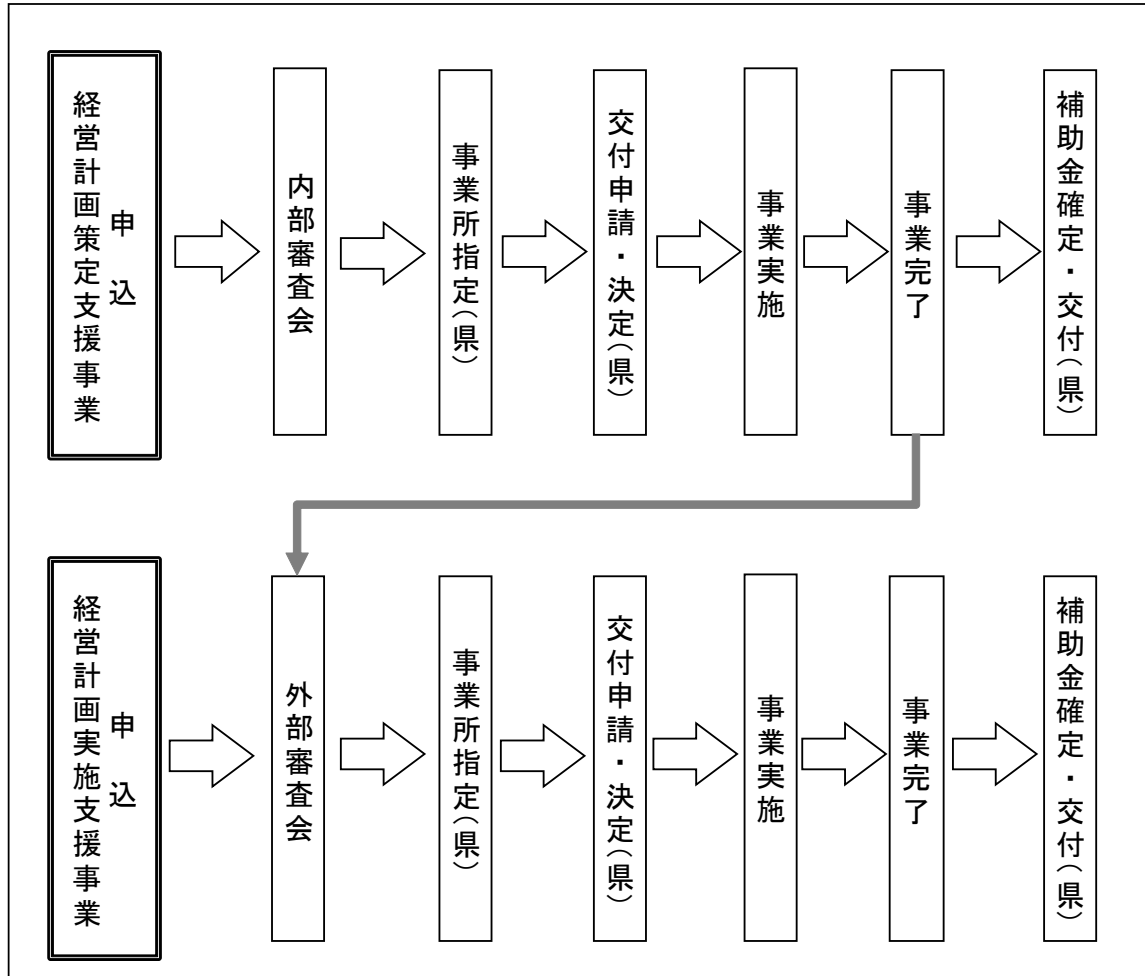 経営計画策定支援事業
申込
内部審査会
事業所指定（県）
交付申請・決定（県）
事業実施
事業完了
補助金確定・交付（県）
経営計画実施支援事業
申込
外部審査会
事業所指定（県）
交付申請・決定（県）
事業実施
事業完了
補助金確定・交付（県）